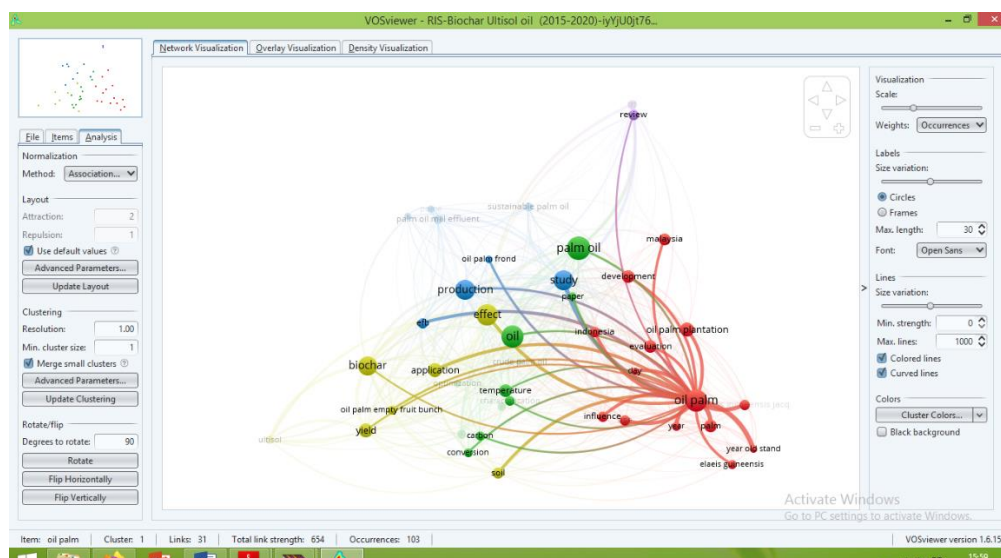 VOSviewer - RIS-Biochar Ultisol oil (2015-2020)-iyYjU0jt76...
Network Visualization Overlay Visualization Density Visualization
File Items Analysis
Normalization
Method: Association...
Layout
Attraction: 2
Repulsion: 1
Use default values
Advanced Parameters...
Update Layout
Clustering
Resolution: 1.00
Min. cluster size: 1
Merge small clusters
Advanced Parameters...
Update Clustering
Rotate/flip
Degrees to rotate: 90
Rotate
Flip Horizontally
Flip Vertically
review
sustainable palm oil
palm oil mill effluent
palm oil
malaysia
oil palm frond
study
development
production
paper
effect
efb
oil
indonesia
oil palm plantation
evaluation
crude palm oil
biochar
application
day
temperature
oil palm empty fruit bunch
oil palm
influence
yield
year
palm
ultisol
carbon
conversion
year old stand
soil
elaeis guineensis
Visualization
Scale:
Weights: Occurrences
Labels
Size variation:
Circles
Frames
Max. length: 30
Font: Open Sans
Lines
Size variation:
Min. strength: 0
Max. lines: 1000
Colored lines
Curved lines
Colors
Cluster Colors...
Black background
Activate Windows
Go to PC settings to activate Windows.
Item: oil palm Cluster: 1 Links: 31 Total link strength: 654 Occurrences: 103
VOSviewer version 1.6.15
15:59